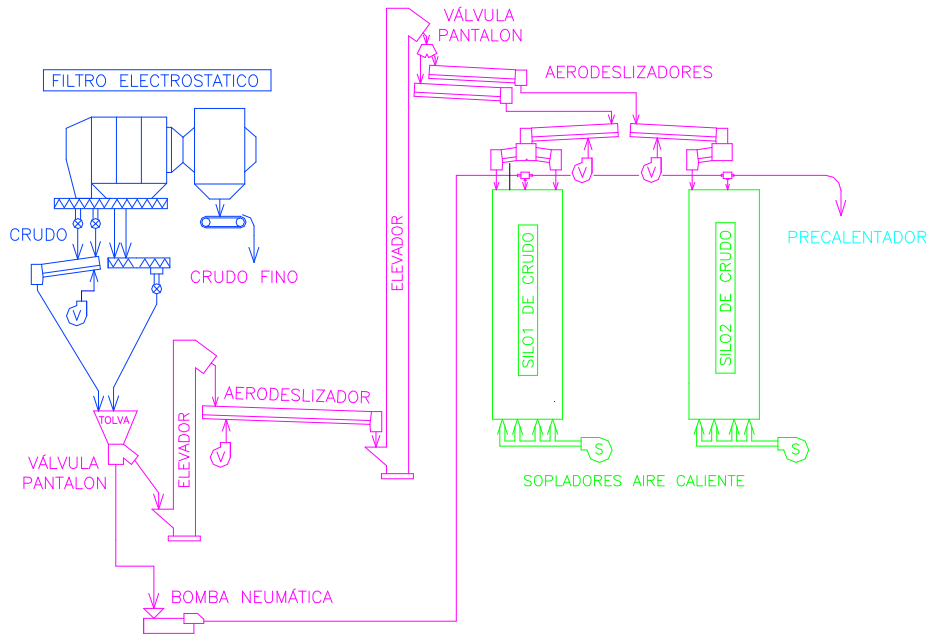 VÁLVULA
PANTALON
FILTRO ELECTROSTATICO
AERODESLIZADORES
V
V
CRUDO
ELEVADOR
PRECALENTADOR
CRUDO FINO
V
SILO1 DE CRUDO
SILO2 DE CRUDO
AERODESLIZADOR
TOLVA
ELEVADOR
V
VÁLVULA
PANTALON
S
S
SOPLADORES AIRE CALIENTE
BOMBA NEUMÁTICA